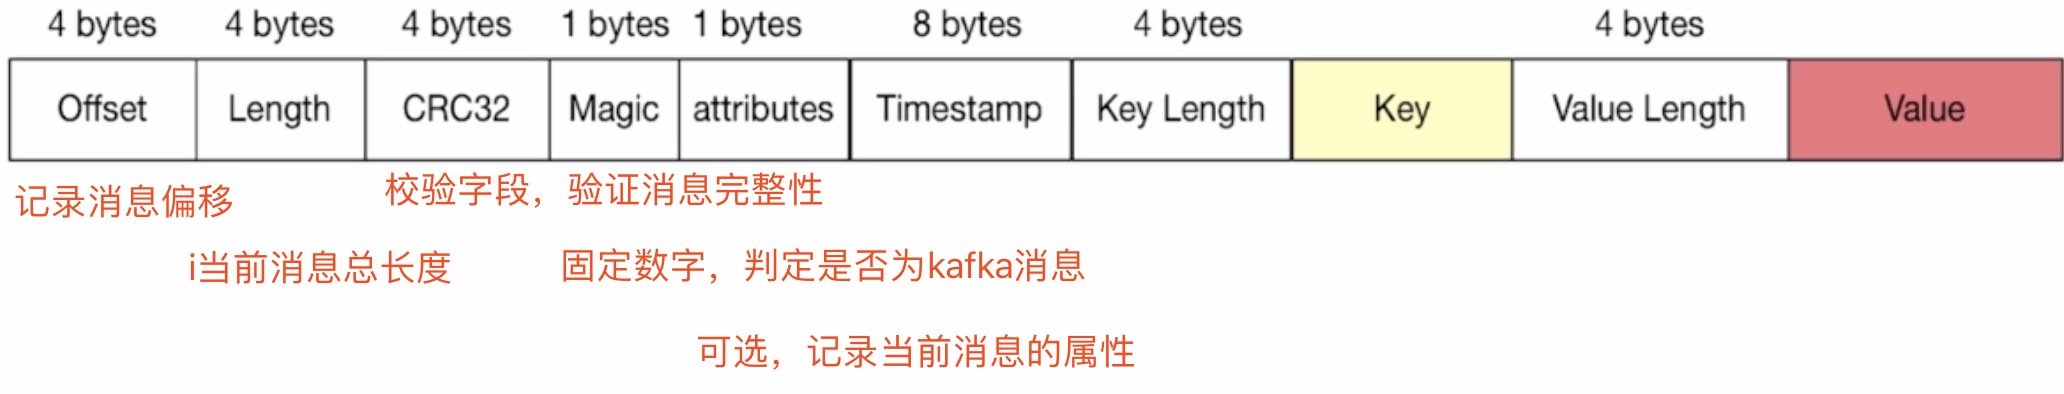 4 bytes 4 bytes 4 bytes 1 bytes 1 bytes 8 bytes 4 bytes 4 bytes
Offset Length CRC32 Magic attributes Timestamp Key Length Key Value Length Value
记录消息偏移 校验字段，验证消息完整性
i当前消息总长度 固定数字，判定是否为kafka消息
可选，记录当前消息的属性